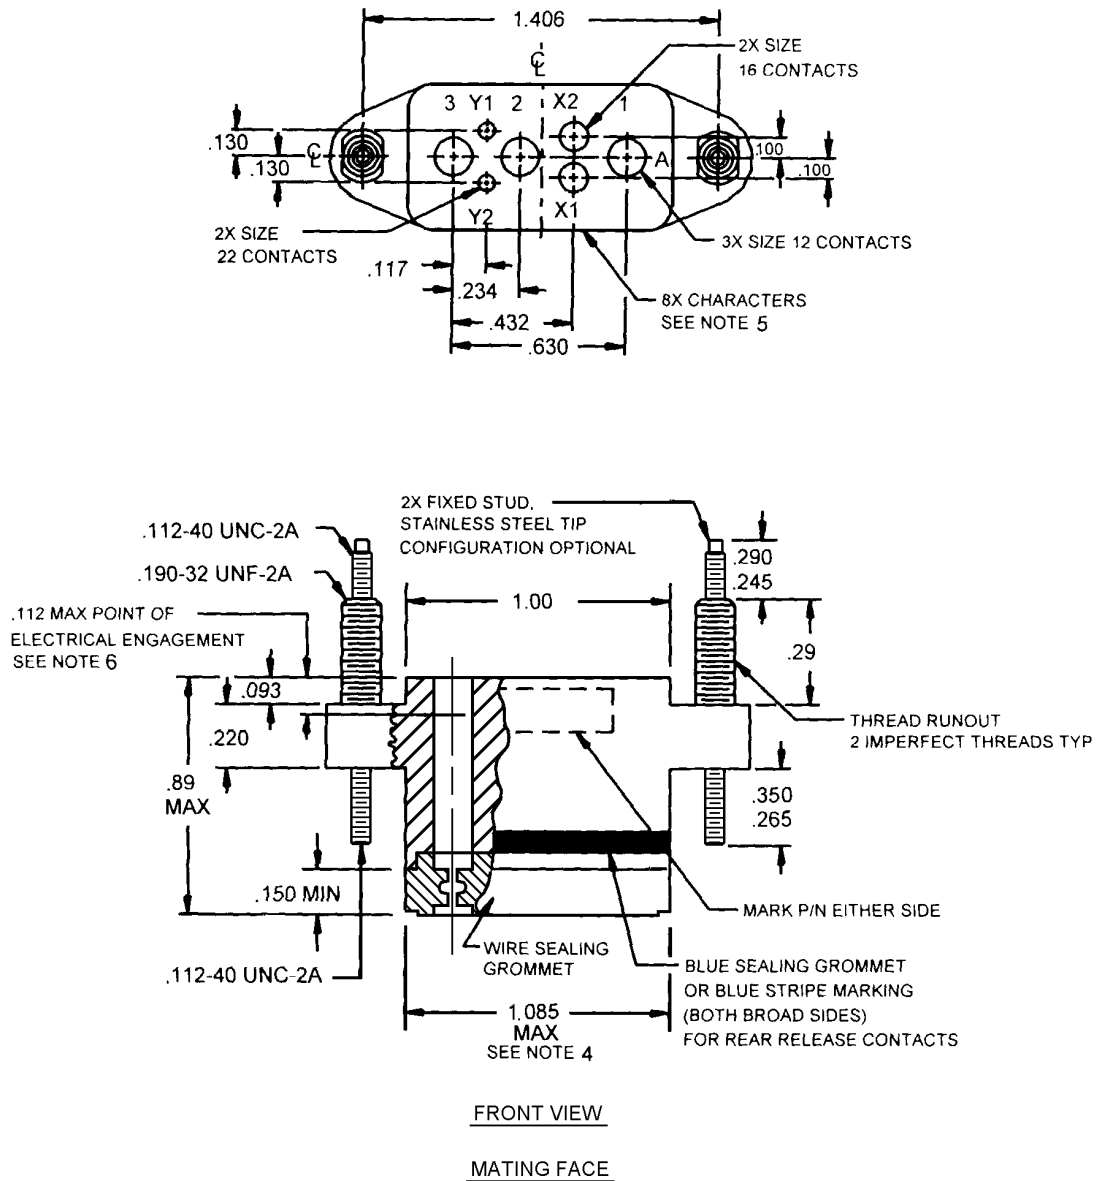 1.406
2X SIZE
16 CONTACTS
C
L
3 Y1 2 X2 1
.130
C
L
A
.100
.130
.100
2X SIZE
22 CONTACTS
Y2
X1
3X SIZE 12 CONTACTS
.117
.234
8X CHARACTERS
SEE NOTE 5
.432
.630
2X FIXED STUD,
STAINLESS STEEL TIP
CONFIGURATION OPTIONAL
.112-40 UNC-2A
.290
.245
.190-32 UNF-2A
1.00
.112 MAX POINT OF
ELECTRICAL ENGAGEMENT
SEE NOTE 6
.29
.093
THREAD RUNOUT
2 IMPERFECT THREADS TYP
.220
.89
MAX
.350
.265
.150 MIN
MARK P/N EITHER SIDE
WIRE SEALING
GROMMET
.112-40 UNC-2A
BLUE SEALING GROMMET
OR BLUE STRIPE MARKING
(BOTH BROAD SIDES)
FOR REAR RELEASE CONTACTS
1.085
MAX
SEE NOTE 4
FRONT VIEW
MATING FACE